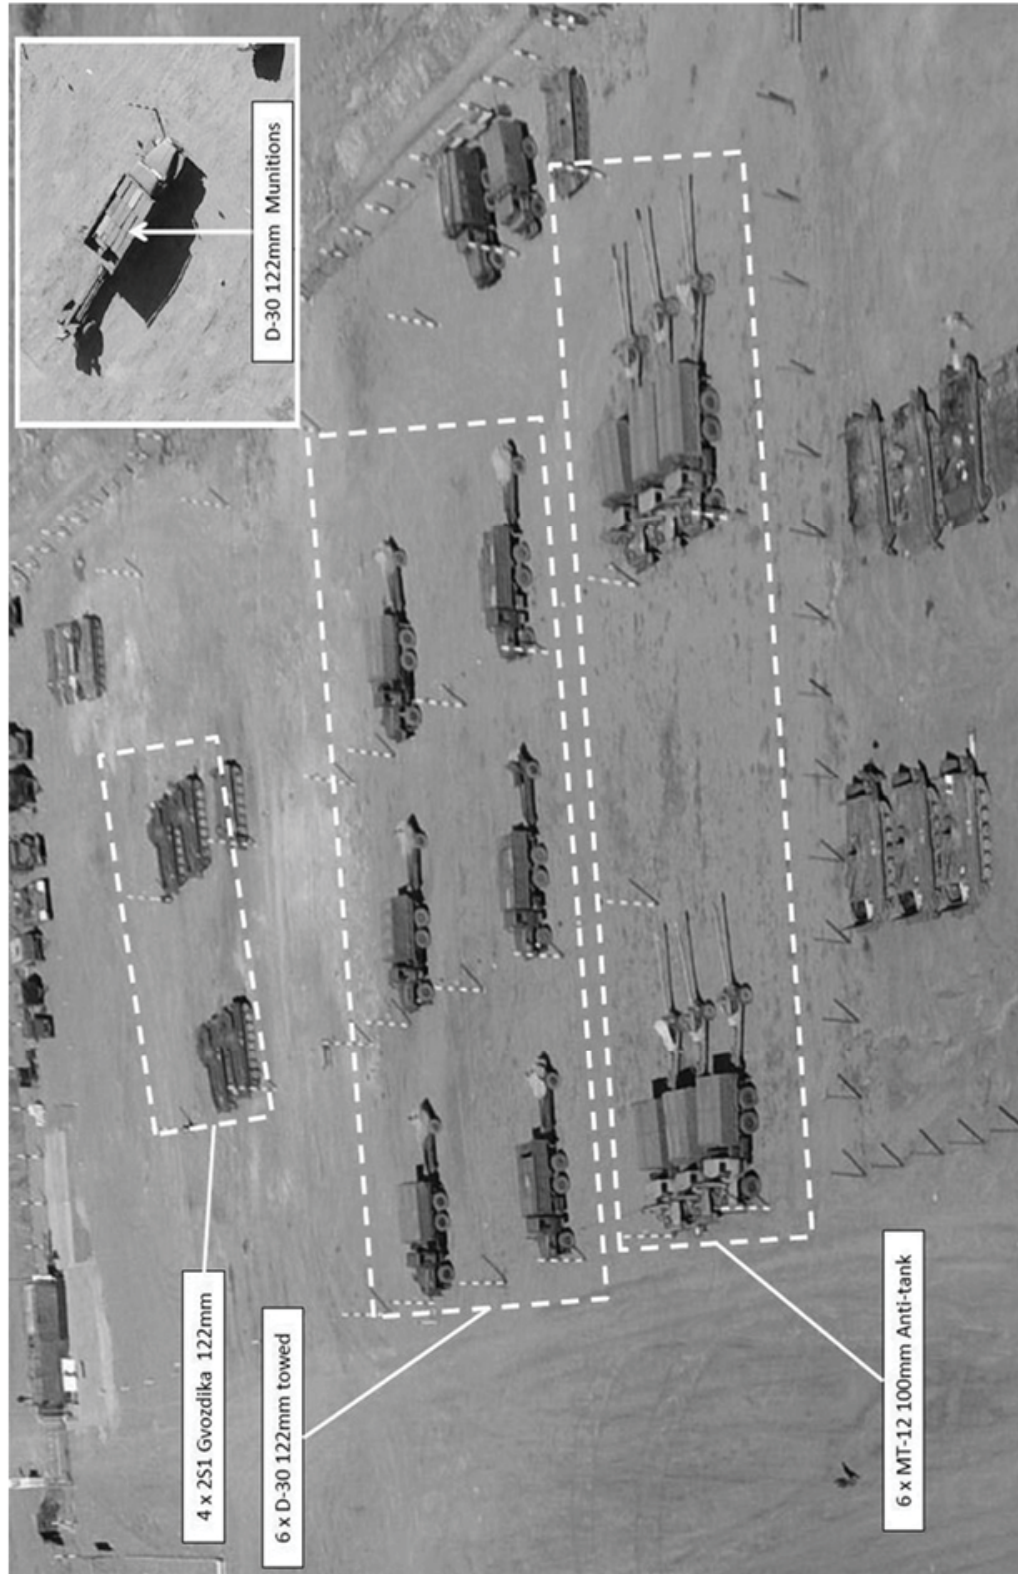 D-30 122mm  Munitions
4 x 2S1 Gvozdika  122mm
6 x D-30 122mm towed
6 x MT-12 100mm Anti-tank